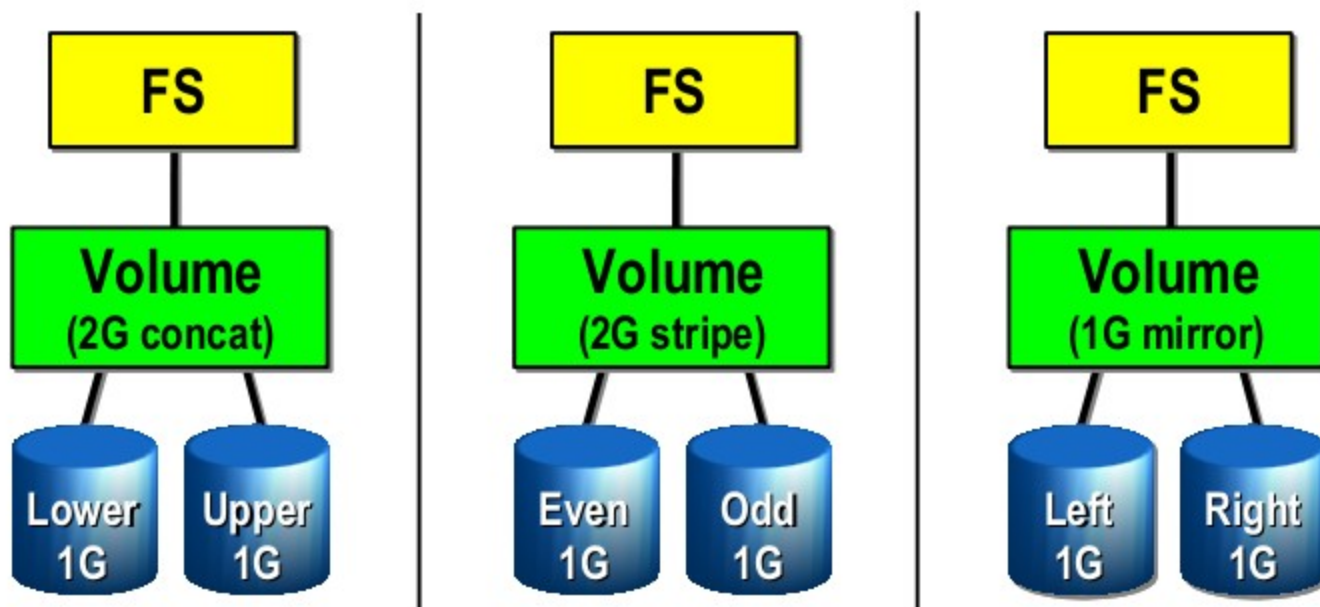 FS
Volume
(2G concat)
Lower
1G
Upper
1G
FS
Volume
(2G stripe)
Even
1G
Odd
1G
FS
Volume
(1G mirror)
Left
1G
Right
1G